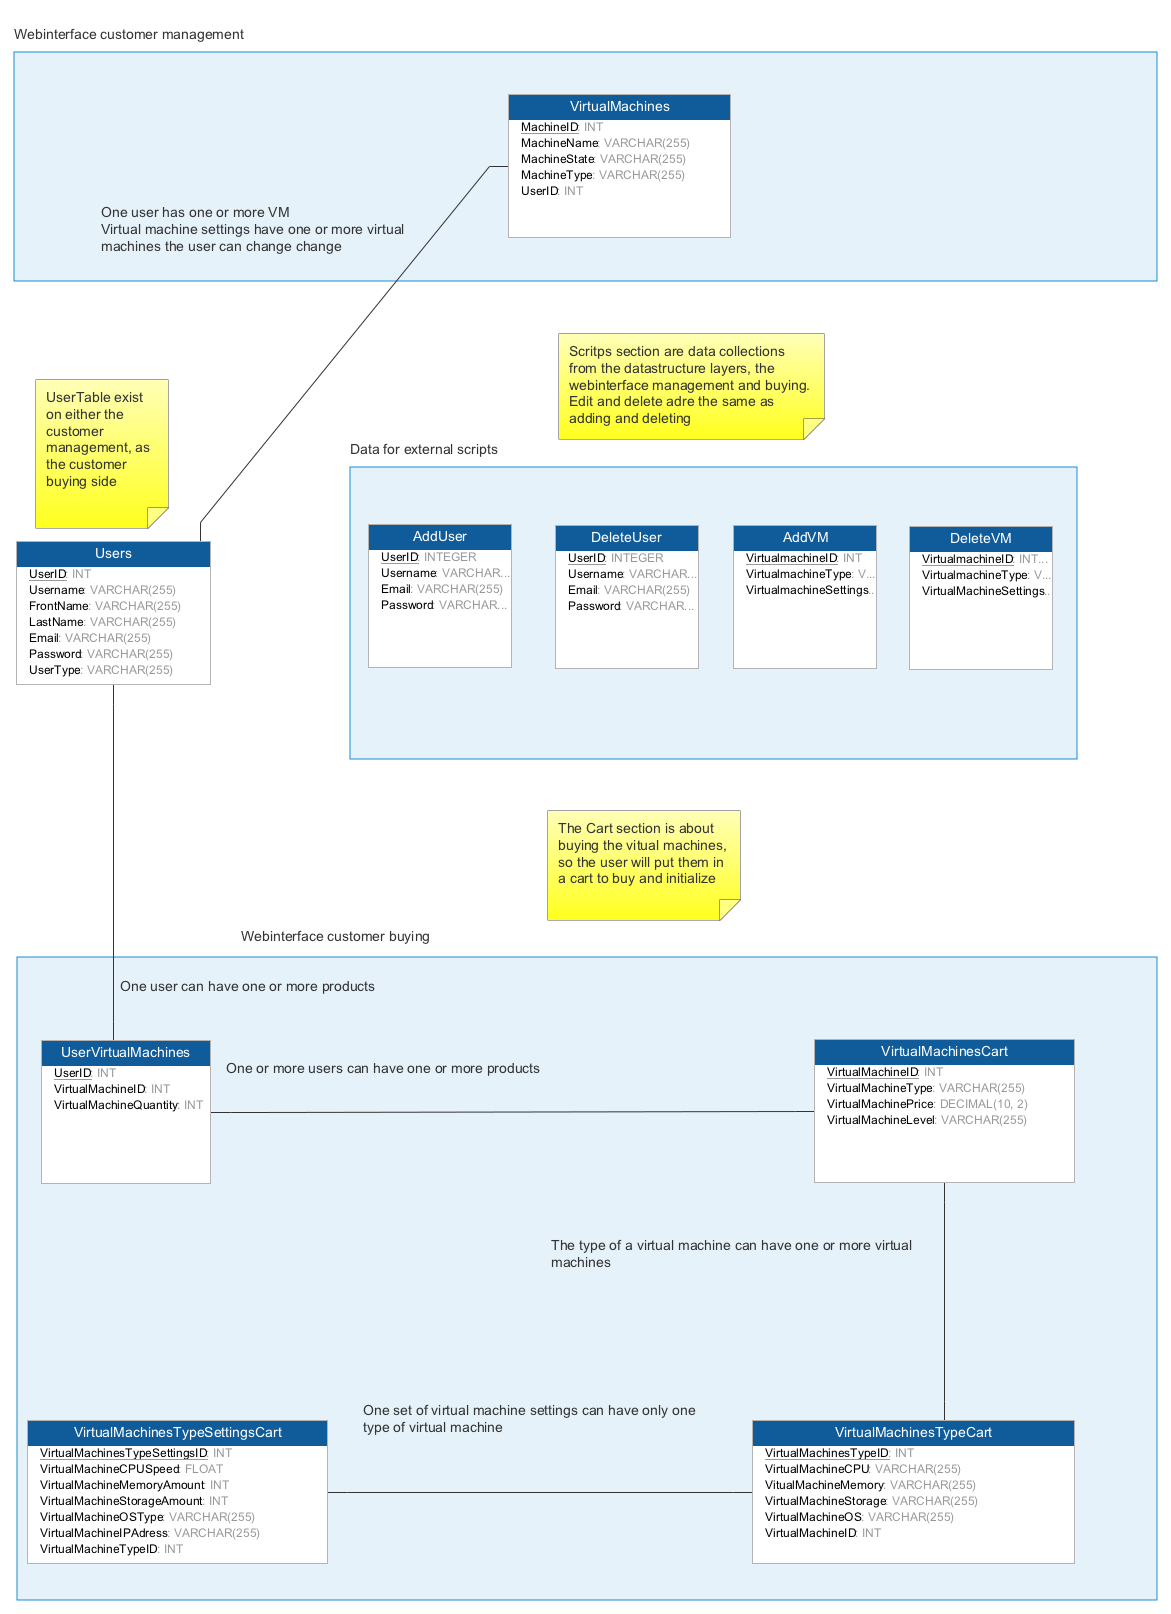 Webinterface customer management
VirtualMachines
MachineID: INT
MachineName: VARCHAR(255)
MachineState: VARCHAR(255)
MachineType: VARCHAR(255)
UserID: INT
One user has one or more VM
Virtual machine settings have one or more virtual
machines the user can change change
Scritps section are data collections
from the datastructure layers, the
webinterface management and buying.
Edit and delete adre the same as
adding and deleting
UserTable exist
on either the
customer
management, as
the customer
buying side
Data for external scripts
Users
UserID: INT
Username: VARCHAR(255)
FrontName: VARCHAR(255)
LastName: VARCHAR(255)
Email: VARCHAR(255)
Password: VARCHAR(255)
UserType: VARCHAR(255)
AddUser
UserID: INTEGER
Username: VARCHAR...
Email: VARCHAR(255)
Password: VARCHAR...
DeleteUser
UserID: INTEGER
Username: VARCHAR...
Email: VARCHAR(255)
Password: VARCHAR...
AddVM
VirtualmachineID: INT
VirtualmachineType: V...
VirtualmachineSettings..
DeleteVM
VirtualmachineID: INT...
VirtualmachineType: V...
VirtualMachineSettings..
The Cart section is about
buying the vitual machines,
so the user will put them in
a cart to buy and initialize
Webinterface customer buying
One user can have one or more products
UserVirtualMachines
UserID: INT
VirtualMachineID: INT
VirtualMachineQuantity: INT
One or more users can have one or more products
VirtualMachinesCart
VirtualMachineID: INT
VirtualMachineType: VARCHAR(255)
VirtualMachinePrice: DECIMAL(10, 2)
VirtualMachineLevel: VARCHAR(255)
The type of a virtual machine can have one or more virtual
machines
One set of virtual machine settings can have only one
type of virtual machine
VirtualMachinesTypeSettingsCart
VirtualMachinesTypeSettingsID: INT
VirtualMachineCPUSpeed: FLOAT
VirtualMachineMemoryAmount: INT
VirtualMachineStorageAmount: INT
VirtualMachineOSType: VARCHAR(255)
VirtualMachineIPAdress: VARCHAR(255)
VirtualMachineTypeID: INT
VirtualMachinesTypeCart
VirtualMachinesTypeID: INT
VirtualMachineCPU: VARCHAR(255)
VitualMachineMemory: VARCHAR(255)
VirtualMachineStorage: VARCHAR(255)
VirtualMachineOS: VARCHAR(255)
VirtualMachineID: INT